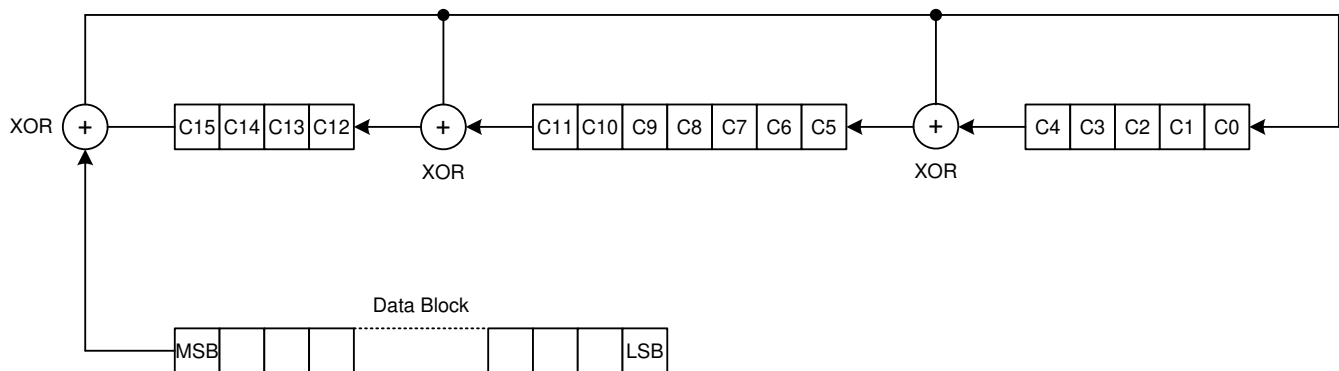 XOR + C15 C14 C13 C12 + C11 C10 C9 C8 C7 C6 C5 + C4 C3 C2 C1 C0
XOR XOR
Data Block
MSB LSB